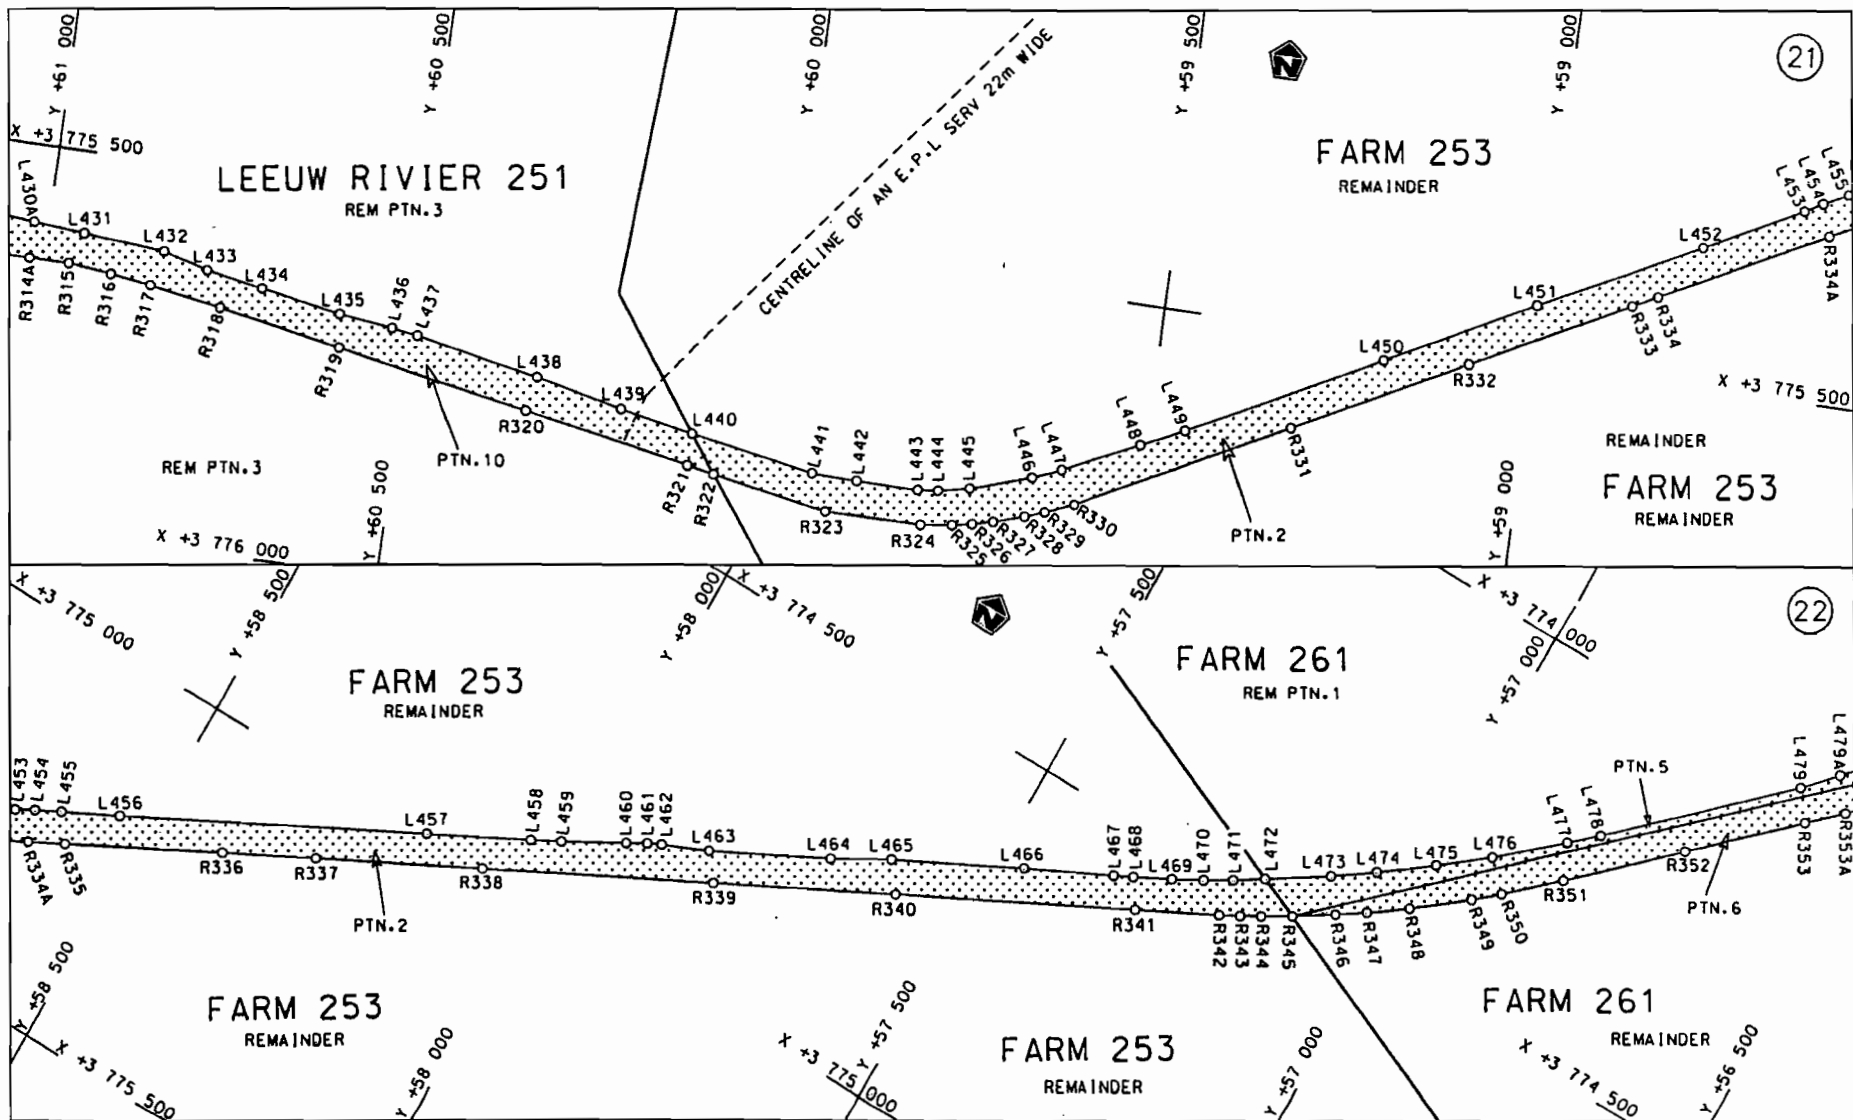 Y +61 000
Y +60 500
Y +60 000
Y +59 500
Y +59 000
21
X +3 775 500
LEEUW RIVIER 251
REM PTN.3
CENTRELINE OF AN E.P.L SERV 22m WIDE
FARM 253
REMAINDER
L430A
L431
L432
L433
L434
L435
L436
L437
L438
L439
L440
L441
L442
L443
L444
L445
L446
L447
L448
L449
L450
L451
L452
L453
L454
L455
R314A
R315
R316
R317
R318
R319
R320
R321
R322
R323
R324
R325
R326
R327
R328
R329
R330
R331
R332
R333
R334
R334A
PTN.10
PTN.2
X +3 775 500
REM PTN.3
REMAINDER
FARM 253
REMAINDER
X +3 776 000
Y +60 500
Y +59 000
X +3 775 000
Y +58 500
Y +58 000
X +3 774 500
Y +57 500
X +3 774 000
Y +57 000
22
FARM 253
REMAINDER
FARM 261
REM PTN.1
L453
L454
L455
L456
L457
L458
L459
L460
L461
L462
L463
L464
L465
L466
L467
L468
L469
L470
L471
L472
L473
L474
L475
L476
L477
L478
PTN.5
L479
L479A
R334A
R335
R336
R337
R338
R339
R340
R341
R342
R343
R344
R345
R346
R347
R348
R349
R350
R351
R352
R353
R353A
PTN.2
PTN.6
Y +58 500
FARM 253
REMAINDER
X +3 775 500
Y +58 000
X +3 775 000
Y +57 500
FARM 253
REMAINDER
Y +57 000
FARM 261
REMAINDER
X +3 774 500
Y +56 500